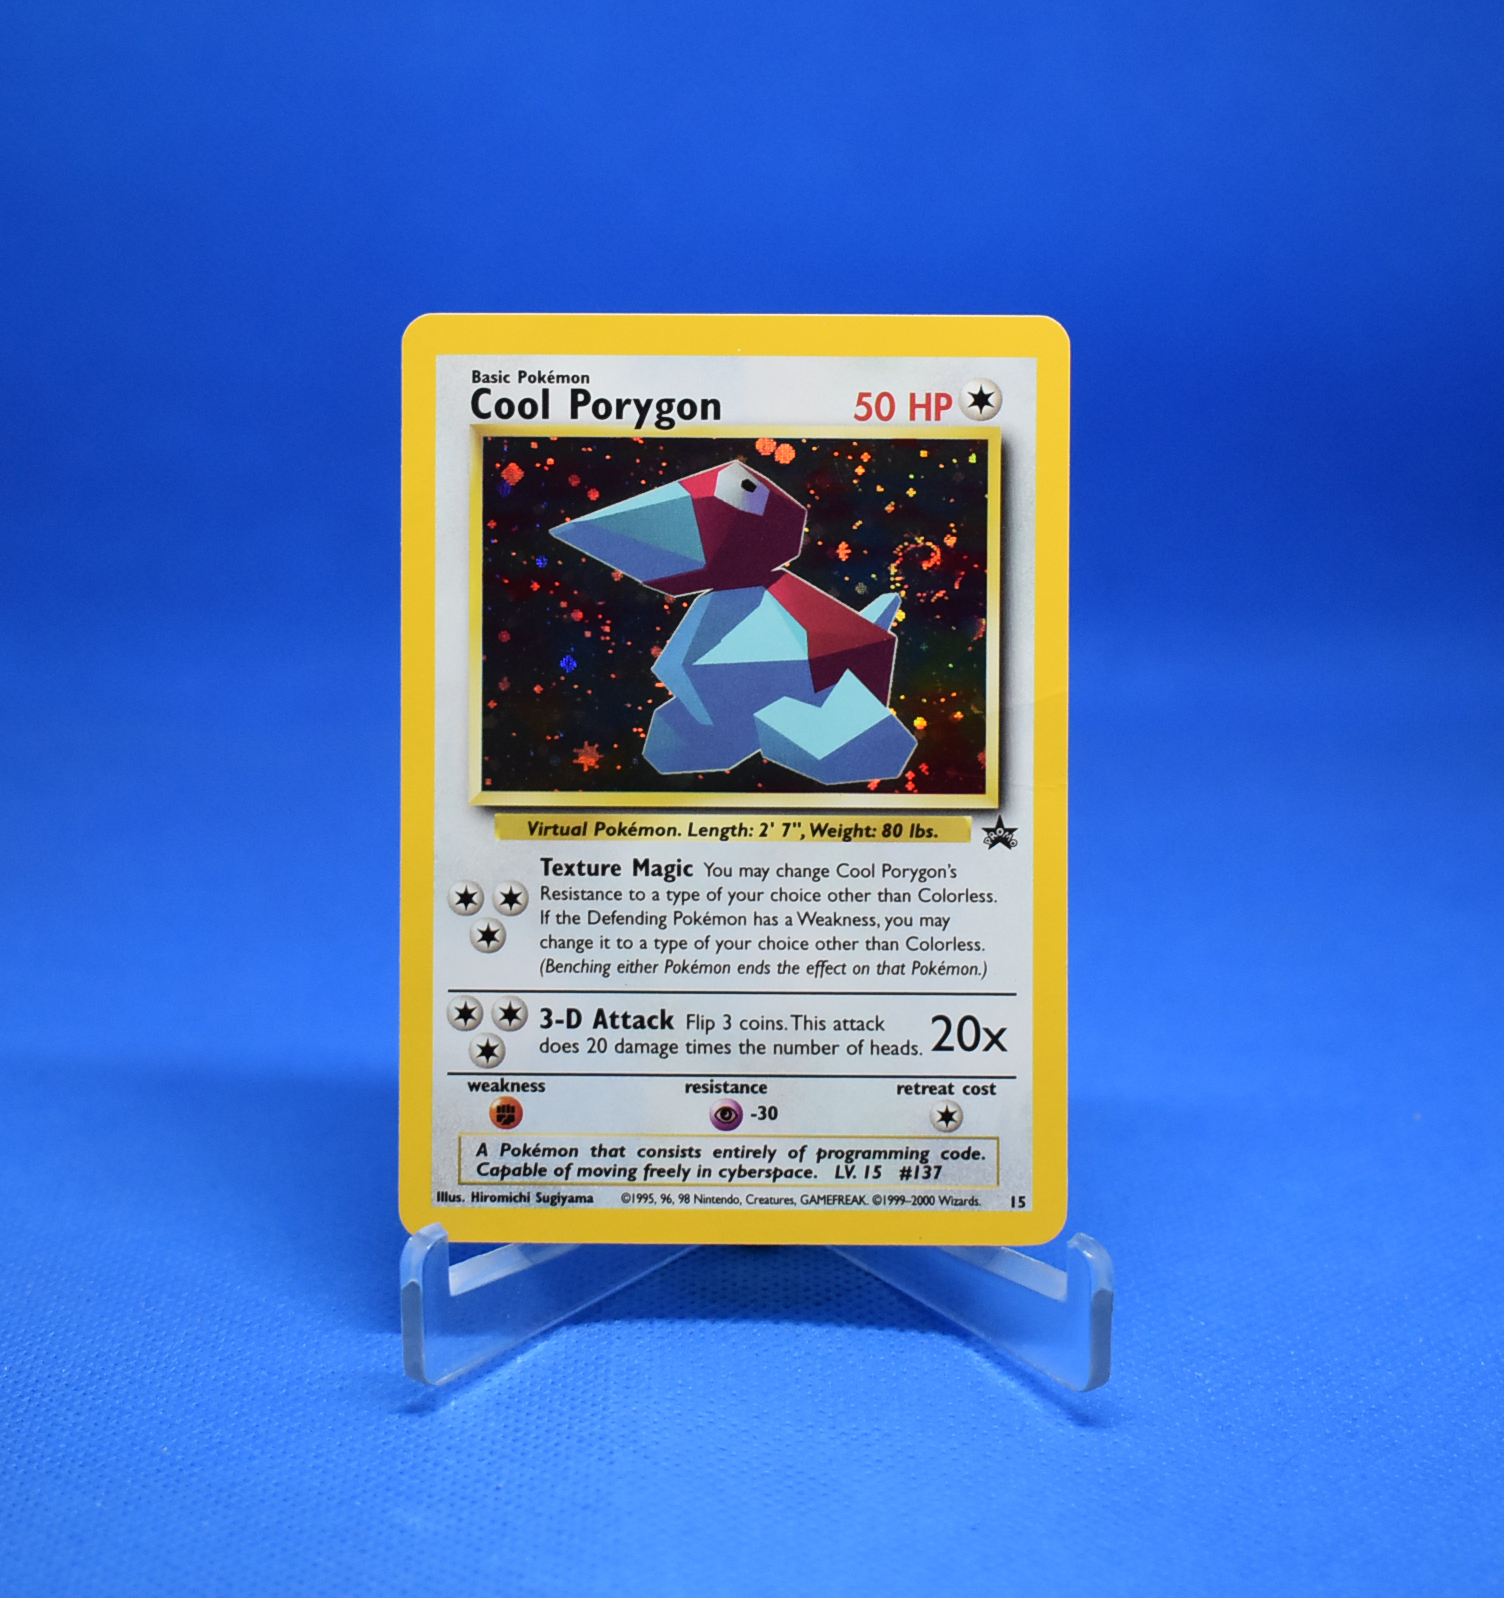 Basic Pokémon
Cool Porygon 50 HP
Virtual Pokémon. Length: 2' 7", Weight: 80 lbs.
PROMO
Texture Magic You may change Cool Porygon's
Resistance to a type of your choice other than Colorless.
If the Defending Pokémon has a Weakness, you may
change it to a type of your choice other than Colorless.
(Benching either Pokémon ends the effect on that Pokémon.)
3-D Attack Flip 3 coins. This attack
does 20 damage times the number of heads. 20x
weakness resistance retreat cost
-30
A Pokémon that consists entirely of programming code.
Capable of moving freely in cyberspace. LV. 15 #137
Illus. Hiromichi Sugiyama ©1995, 96, 98 Nintendo, Creatures, GAMEFREAK. ©1999–2000 Wizards. 15